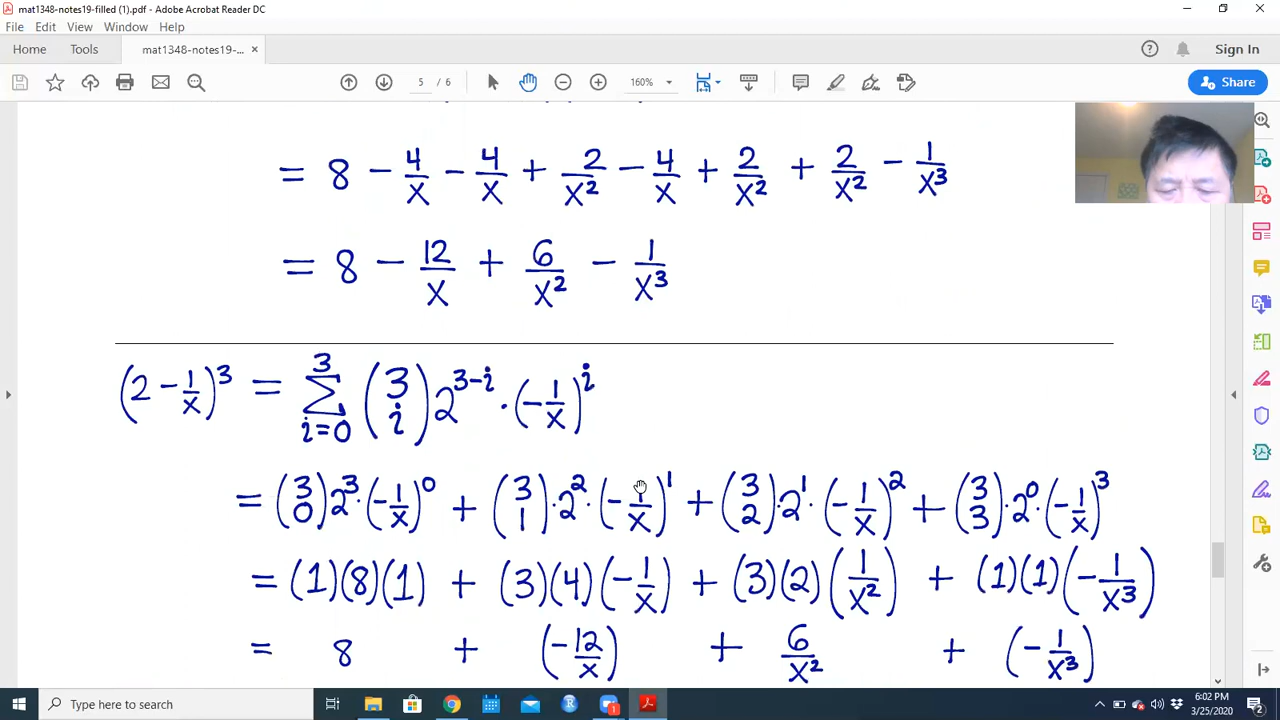 mat1348-notes19-filled (1).pdf - Adobe Acrobat Reader DC
File Edit View Window Help
Home Tools mat1348-notes19-... × Sign In
5 / 6 160% Share
= 8 - 4/x - 4/x + 2/x² - 4/x + 2/x² + 2/x² - 1/x³
= 8 - 12/x + 6/x² - 1/x³
(2 - 1/x)³ = ∑_{i=0}^{3} (3 i) 2^{3-i} · (-1/x)^i
= (3 0) 2³ · (-1/x)⁰ + (3 1) · 2² · (-1/x)¹ + (3 2) · 2¹ · (-1/x)² + (3 3) · 2⁰ · (-1/x)³
= (1)(8)(1) + (3)(4)(-1/x) + (3)(2)(1/x²) + (1)(1)(-1/x³)
= 8 + (-12/x) + 6/x² + (-1/x³)
Type here to search
6:02 PM
3/25/2020